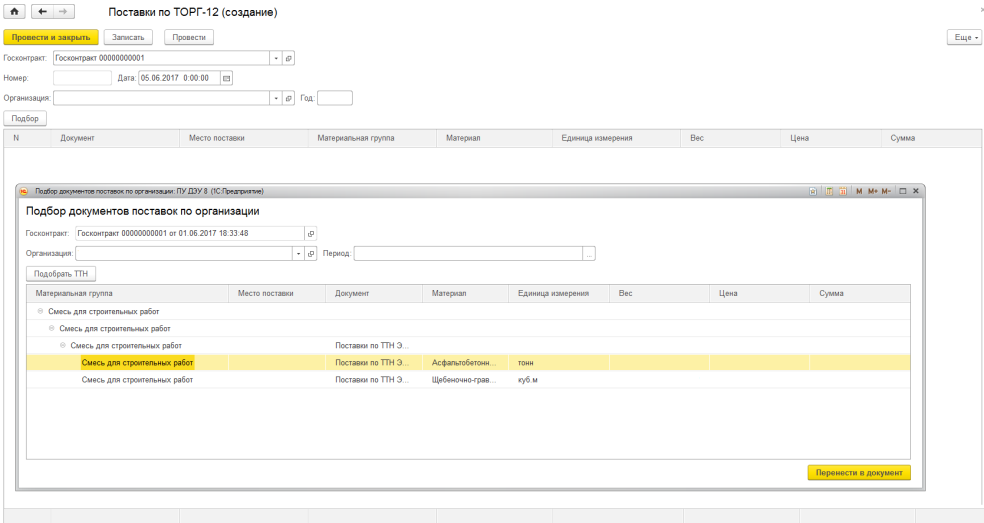 Поставки по ТОРГ-12 (создание)
Провести и закрыть Записать Провести Еще
Госконтракт: Госконтракт 00000000001
Номер: Дата: 05.06.2017 0:00:00
Организация: Год:
Подбор
N Документ Место поставки Материальная группа Материал Единица измерения Вес Цена Сумма
Подбор документов поставок по организации: ПУ ДЭУ 8 (1С:Предприятие) M M+ M-
Подбор документов поставок по организации
Госконтракт: Госконтракт 00000000001 от 01.06.2017 18:33:48
Организация: Период: ...
Подобрать ТТН
Материальная группа Место поставки Документ Материал Единица измерения Вес Цена Сумма
Смесь для строительных работ
Смесь для строительных работ
Смесь для строительных работ Поставки по ТТН Э...
Смесь для строительных работ Поставки по ТТН Э... Асфальтобетонн... тонн
Смесь для строительных работ Поставки по ТТН Э... Щебеночно-грав... куб.м
Перенести в документ